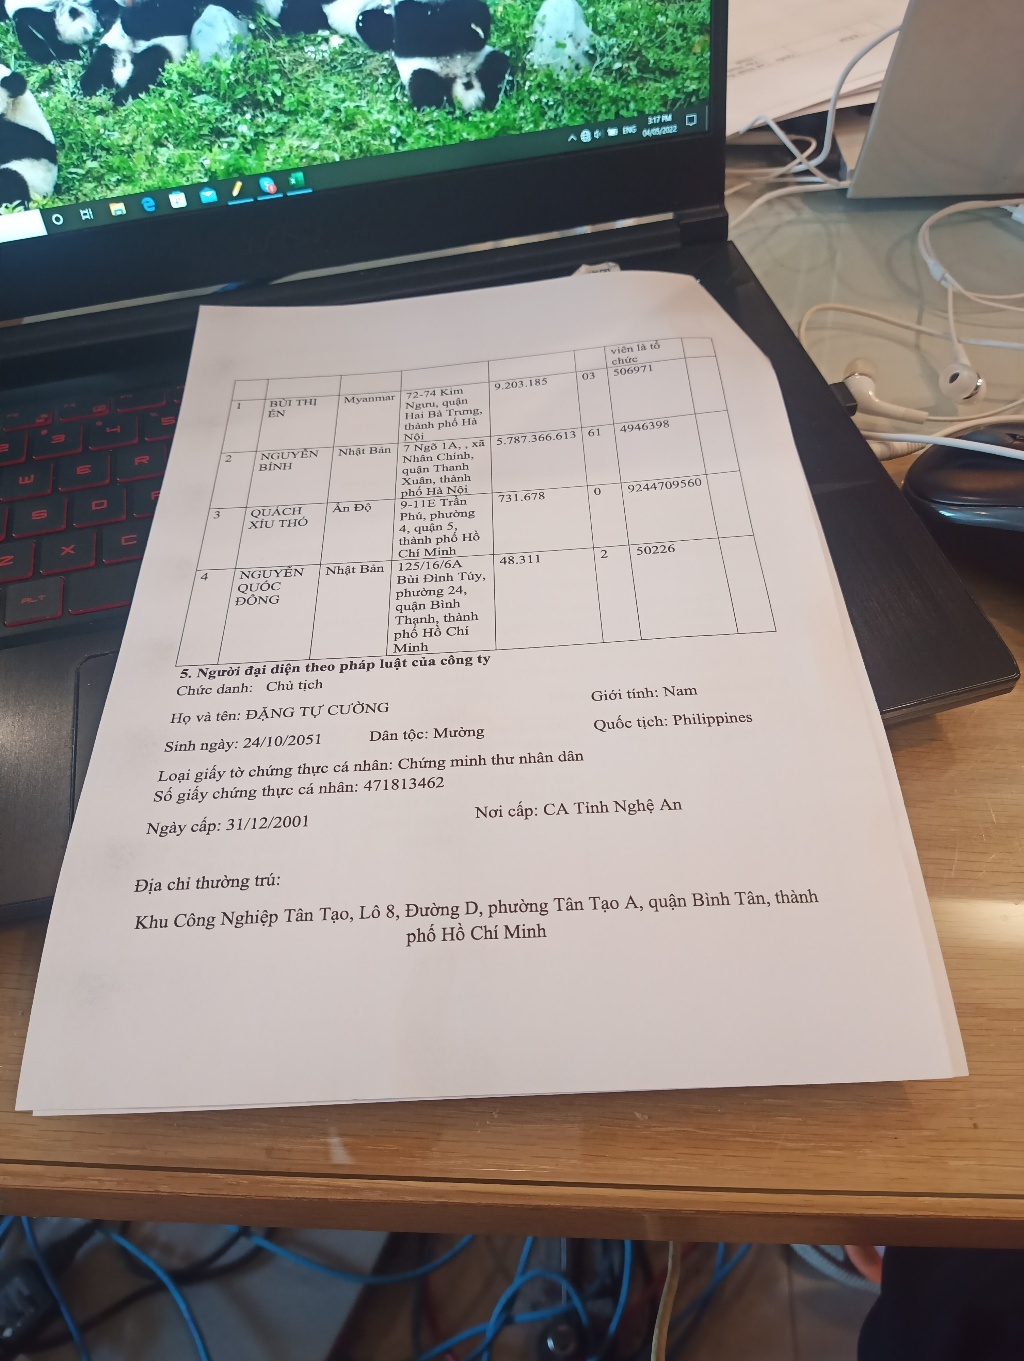 3:17 PM
ENG
04/05/2022
viên là tổ
chức
1 BÙI THỊ Myanmar 72-74 Kim 9.203.185 03 506971
ÉN Ngưu, quận
Hai Bà Trưng,
thành phố Hà
Nội
2 NGUYỄN Nhật Bản 7 Ngõ 1A, , xã 5.787.366.613 61 4946398
BÍNH Nhân Chính,
quận Thanh
Xuân, thành
phố Hà Nội
3 QUÁCH Ấn Độ 9-11E Trần 731.678 0 9244709560
XÍU THÓ Phú, phường
4, quận 5,
thành phố Hồ
Chí Minh
4 NGUYỄN Nhật Bản 125/16/6A 48.311 2 50226
QUỐC Bùi Đình Túy,
ĐÔNG phường 24,
quận Bình
Thạnh, thành
phố Hồ Chí
Minh
5. Người đại diện theo pháp luật của công ty
Chức danh: Chủ tịch
Họ và tên: ĐẶNG TỰ CƯỜNG Giới tính: Nam
Sinh ngày: 24/10/2051 Dân tộc: Mường Quốc tịch: Philippines
Loại giấy tờ chứng thực cá nhân: Chứng minh thư nhân dân
Số giấy chứng thực cá nhân: 471813462
Ngày cấp: 31/12/2001 Nơi cấp: CA Tỉnh Nghệ An
Địa chỉ thường trú:
Khu Công Nghiệp Tân Tạo, Lô 8, Đường D, phường Tân Tạo A, quận Bình Tân, thành
phố Hồ Chí Minh